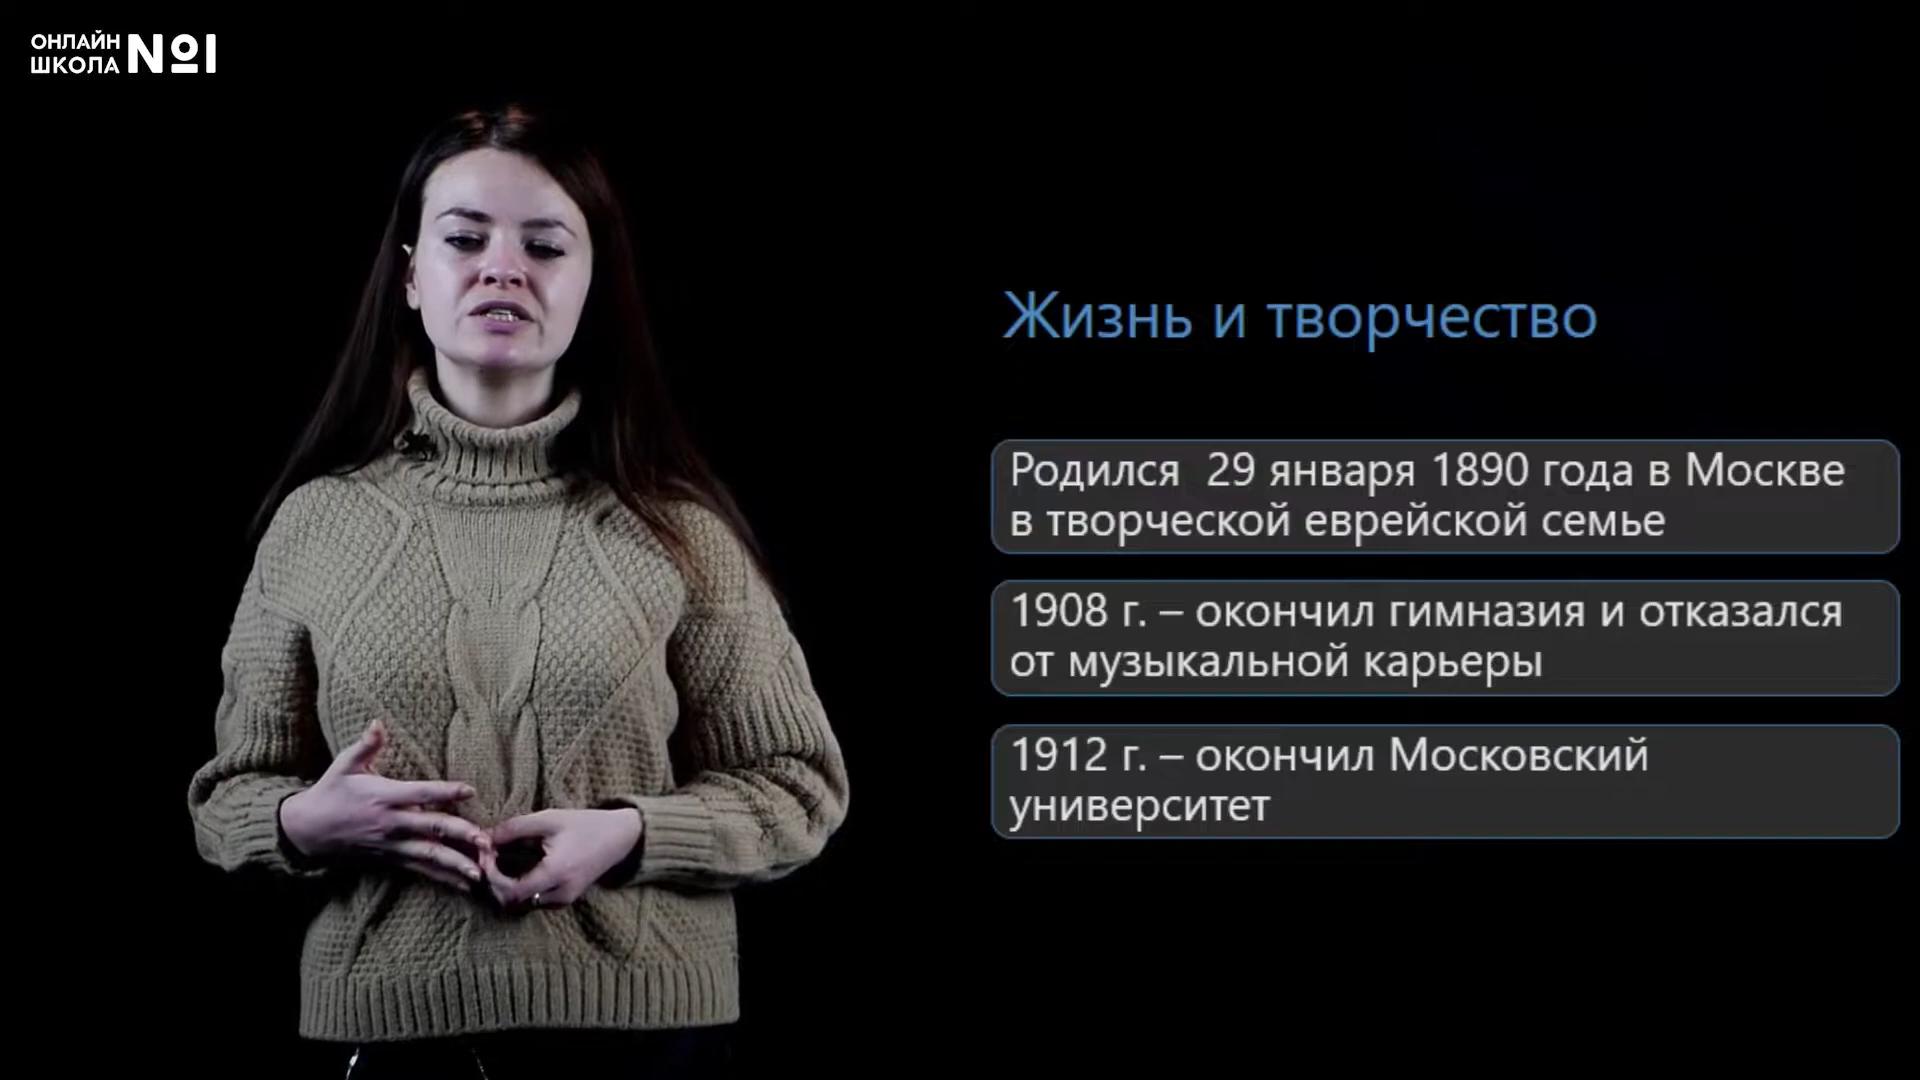 ОНЛАЙН
ШКОЛА №1
Жизнь и творчество
Родился 29 января 1890 года в Москве
в творческой еврейской семье
1908 г. – окончил гимназия и отказался
от музыкальной карьеры
1912 г. – окончил Московский
университет